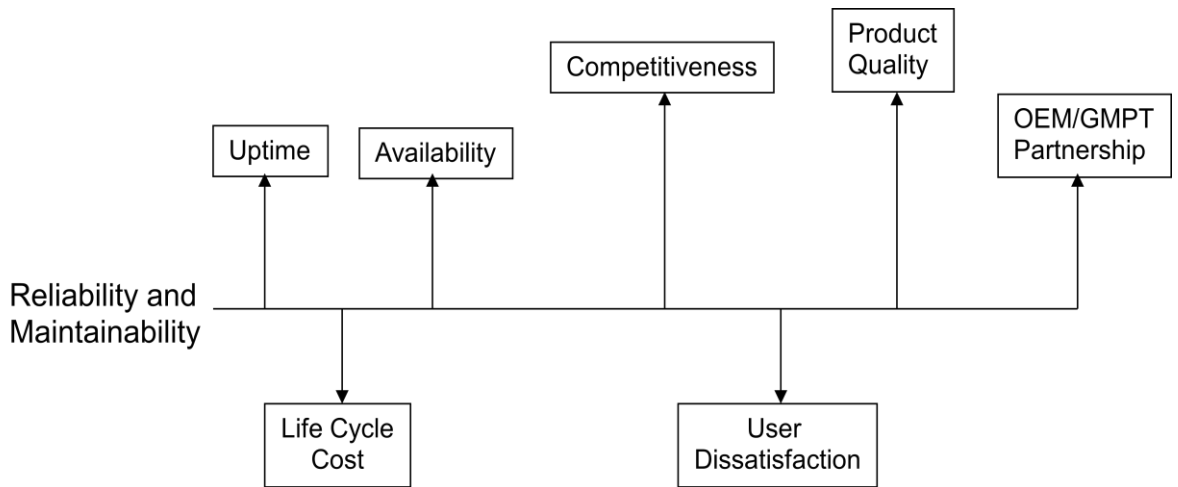 Product
Quality
Competitiveness
OEM/GMPT
Partnership
Uptime
Availability
Reliability and
Maintainability
Life Cycle
Cost
User
Dissatisfaction